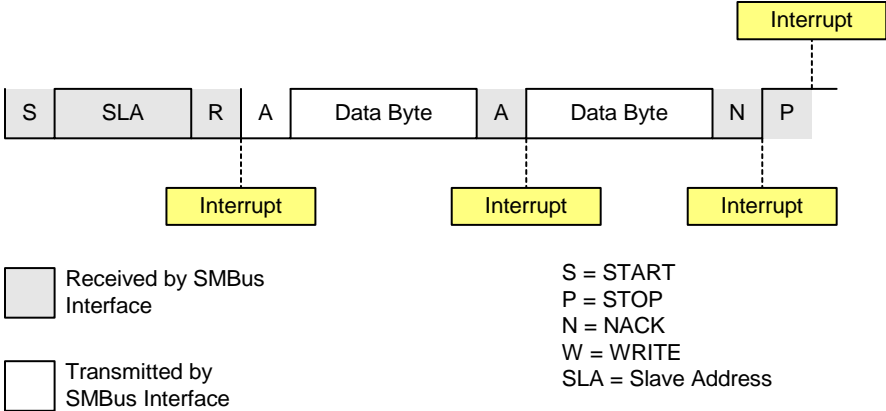 Interrupt
S SLA R A Data Byte A Data Byte N P
Interrupt Interrupt Interrupt
Received by SMBus
Interface
Transmitted by
SMBus Interface
S = START
P = STOP
N = NACK
W = WRITE
SLA = Slave Address